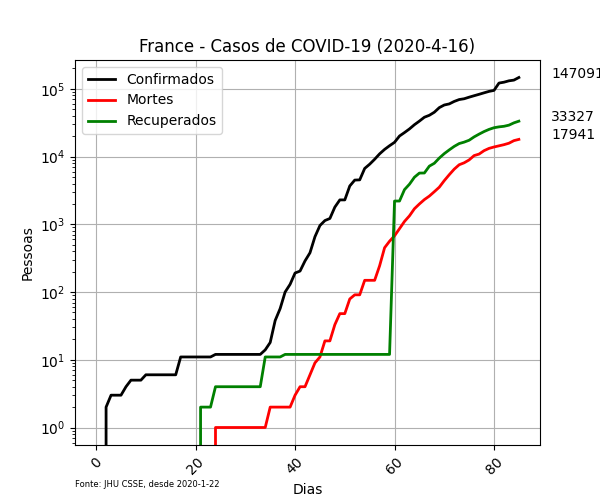 France - Casos de COVID-19 (2020-4-16)
Confirmados
Mortes
Recuperados
147091
33327
17941
10⁵
10⁴
10³
10²
10¹
10⁰
Pessoas
0 20 40 60 80
Dias
Fonte: JHU CSSE, desde 2020-1-22